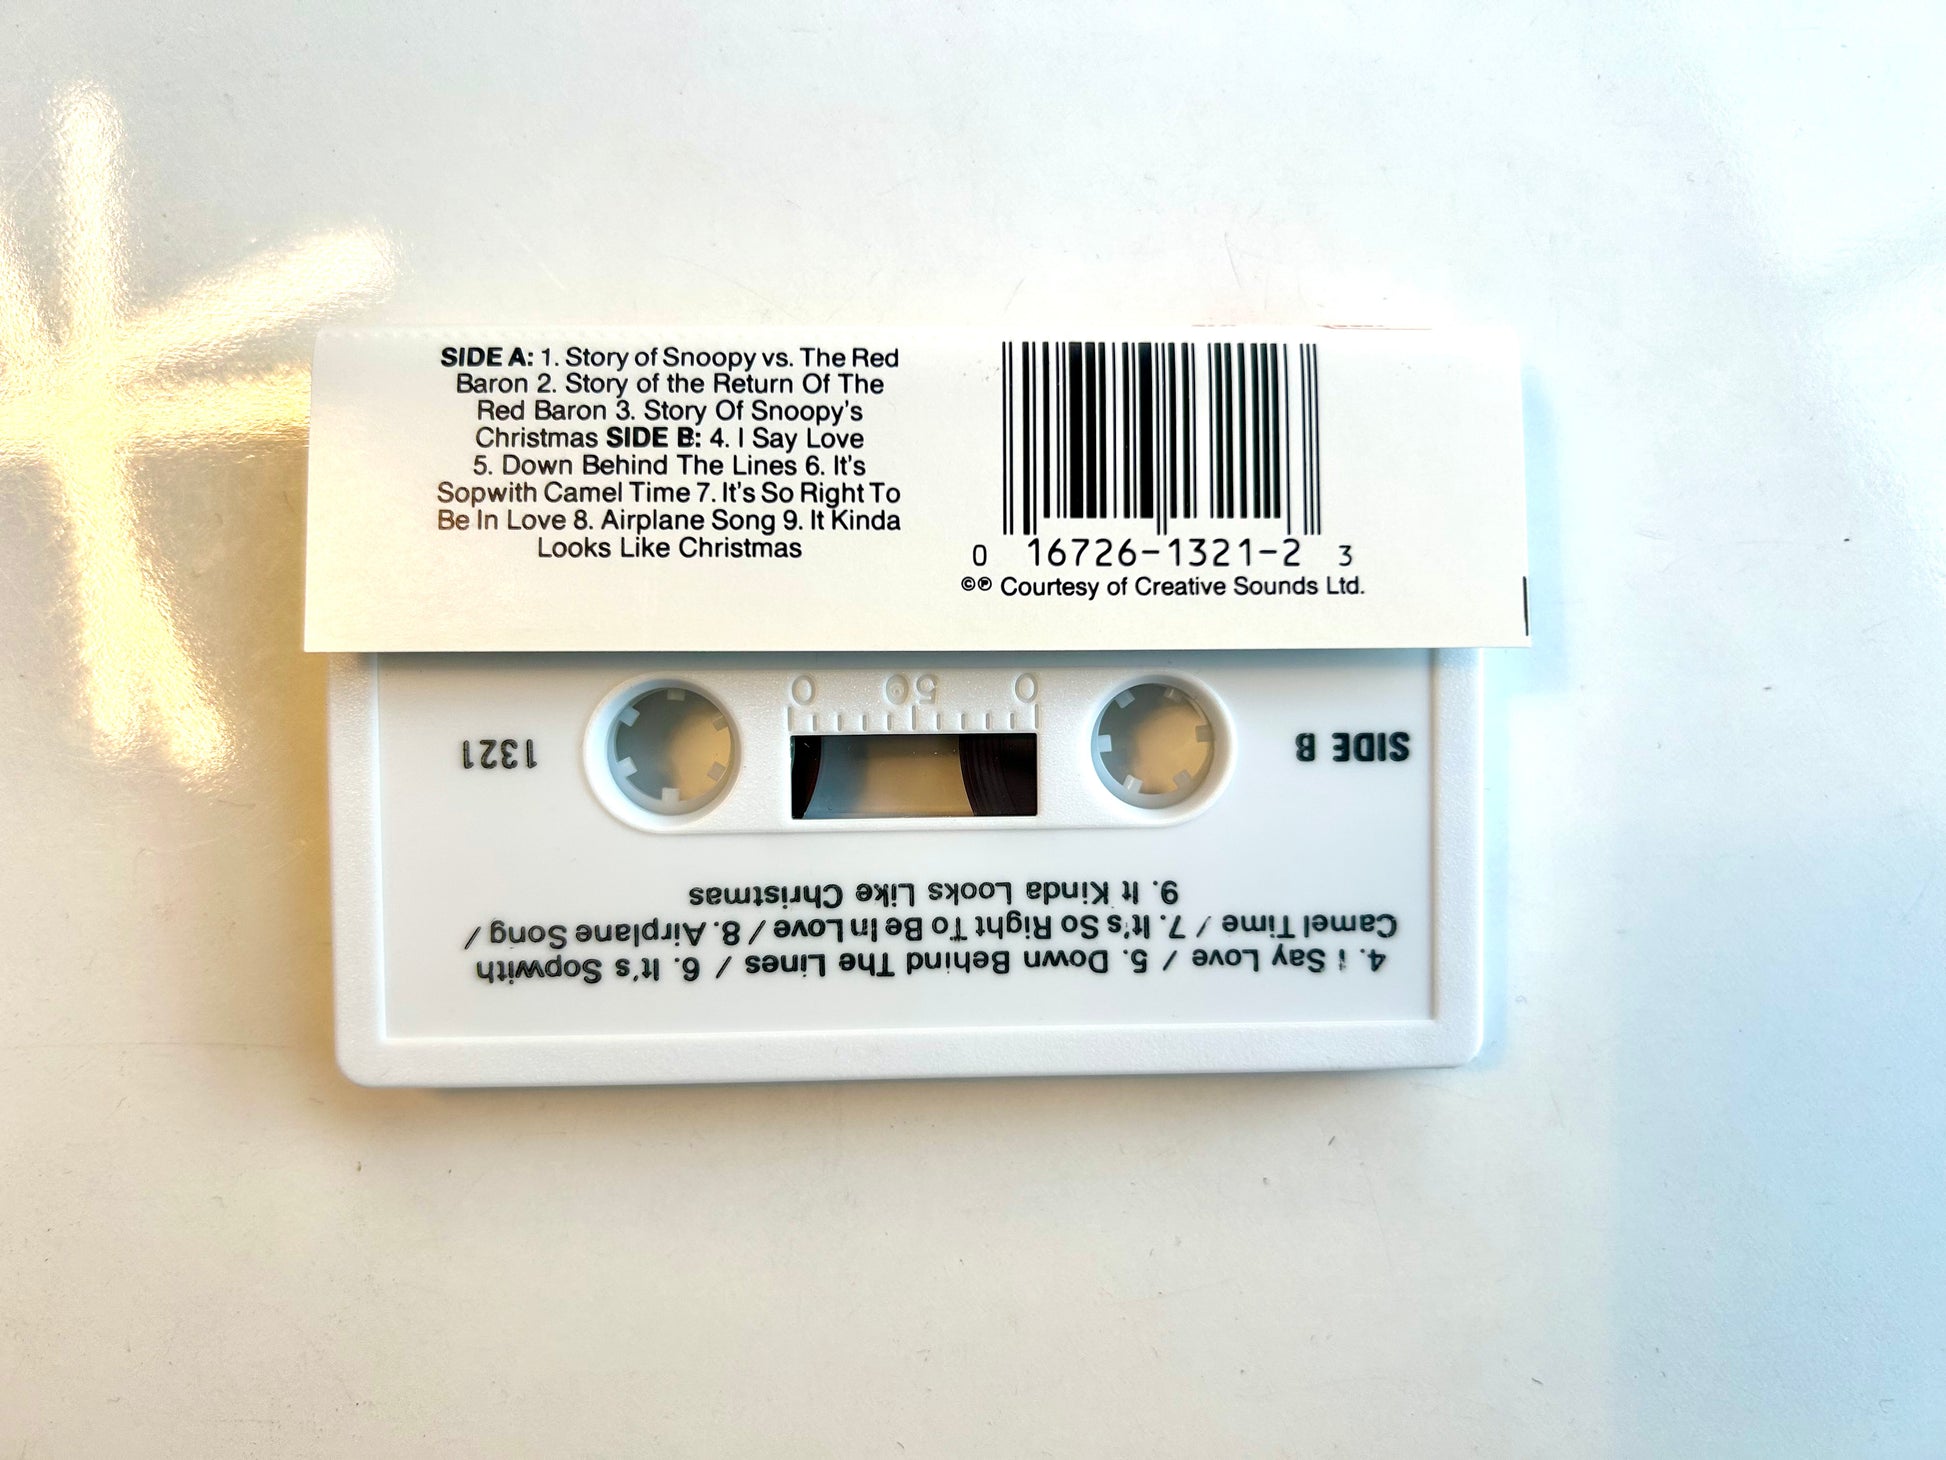 SIDE A: 1. Story of Snoopy vs. The Red
Baron 2. Story of the Return Of The
Red Baron 3. Story Of Snoopy's
Christmas SIDE B: 4. I Say Love
5. Down Behind The Lines 6. It's
Sopwith Camel Time 7. It's So Right To
Be In Love 8. Airplane Song 9. It Kinda
Looks Like Christmas
0 16726-1321-2 3
©℗ Courtesy of Creative Sounds Ltd.
0 50 0
SIDE B
1321
4. I Say Love / 5. Down Behind The Lines / 6. It's Sopwith
Camel Time / 7. It's So Right To Be In Love / 8. Airplane Song /
9. It Kinda Looks Like Christmas